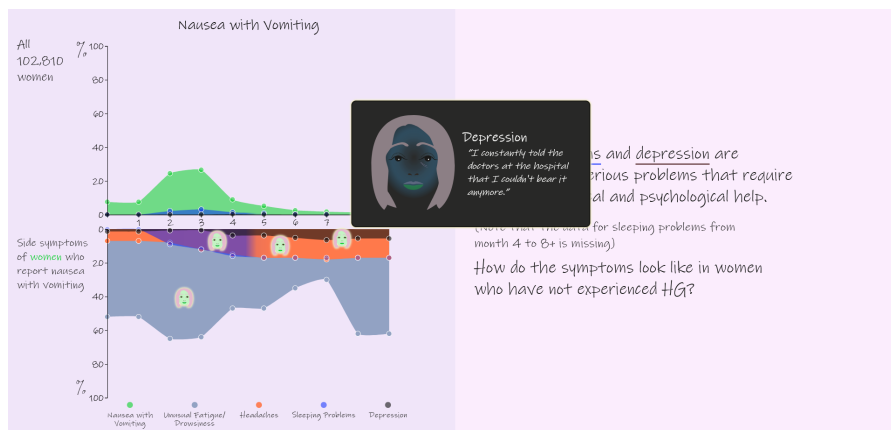 Nausea with Vomiting
All
102,810
women
%
100
80
60
40
20
0
1
2
3
4
5
6
7
Side symptoms
of women who
report nausea
with vomiting
0
20
40
60
80
100
%
Nausea with
Vomiting
Unusual Fatigue/
Drowsiness
Headaches
Sleeping Problems
Depression
Depression
"I constantly told the
doctors at the hospital
that I couldn't bear it
anymore."
and depression are
problems that require
and psychological help.
for sleeping problems from
month 4 to 8+ is missing)
How do the symptoms look like in women
who have not experienced HG?